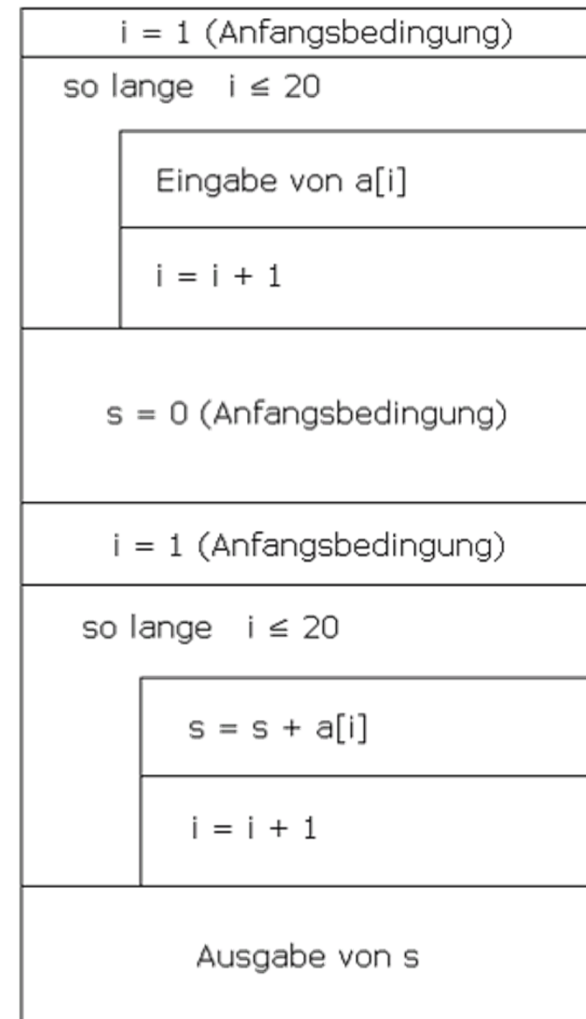 i = 1 (Anfangsbedingung)
so lange i ≤ 20
Eingabe von a[i]
i = i + 1
s = 0 (Anfangsbedingung)
i = 1 (Anfangsbedingung)
so lange i ≤ 20
s = s + a[i]
i = i + 1
Ausgabe von s